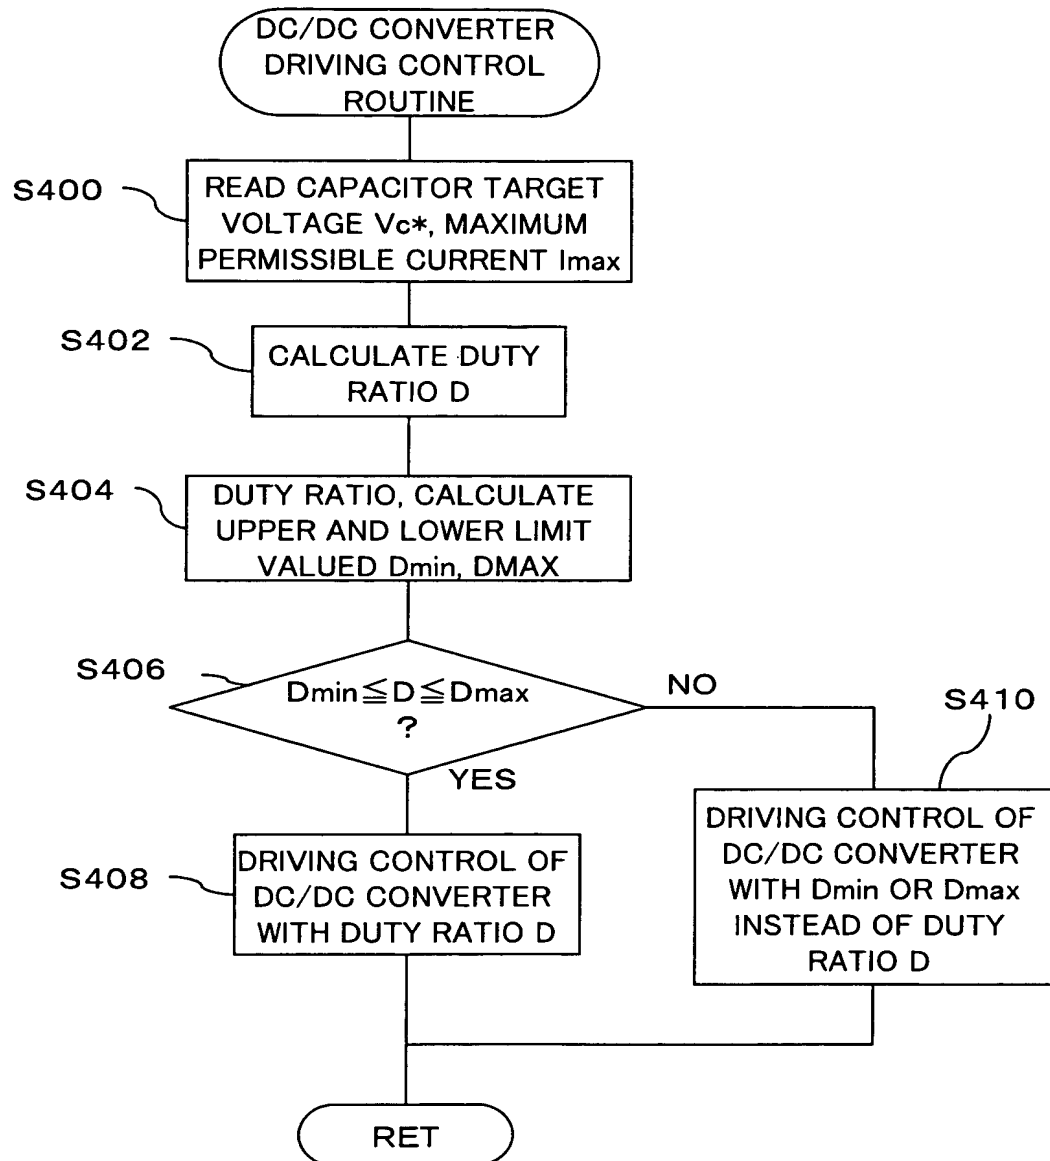 DC/DC CONVERTER
DRIVING CONTROL
ROUTINE
S400
READ CAPACITOR TARGET
VOLTAGE Vc*, MAXIMUM
PERMISSIBLE CURRENT Imax
S402
CALCULATE DUTY
RATIO D
S404
DUTY RATIO, CALCULATE
UPPER AND LOWER LIMIT
VALUED Dmin, DMAX
S406
Dmin≦D≦Dmax
?
NO
YES
S410
DRIVING CONTROL OF
DC/DC CONVERTER
WITH Dmin OR Dmax
INSTEAD OF DUTY
RATIO D
S408
DRIVING CONTROL OF
DC/DC CONVERTER
WITH DUTY RATIO D
RET